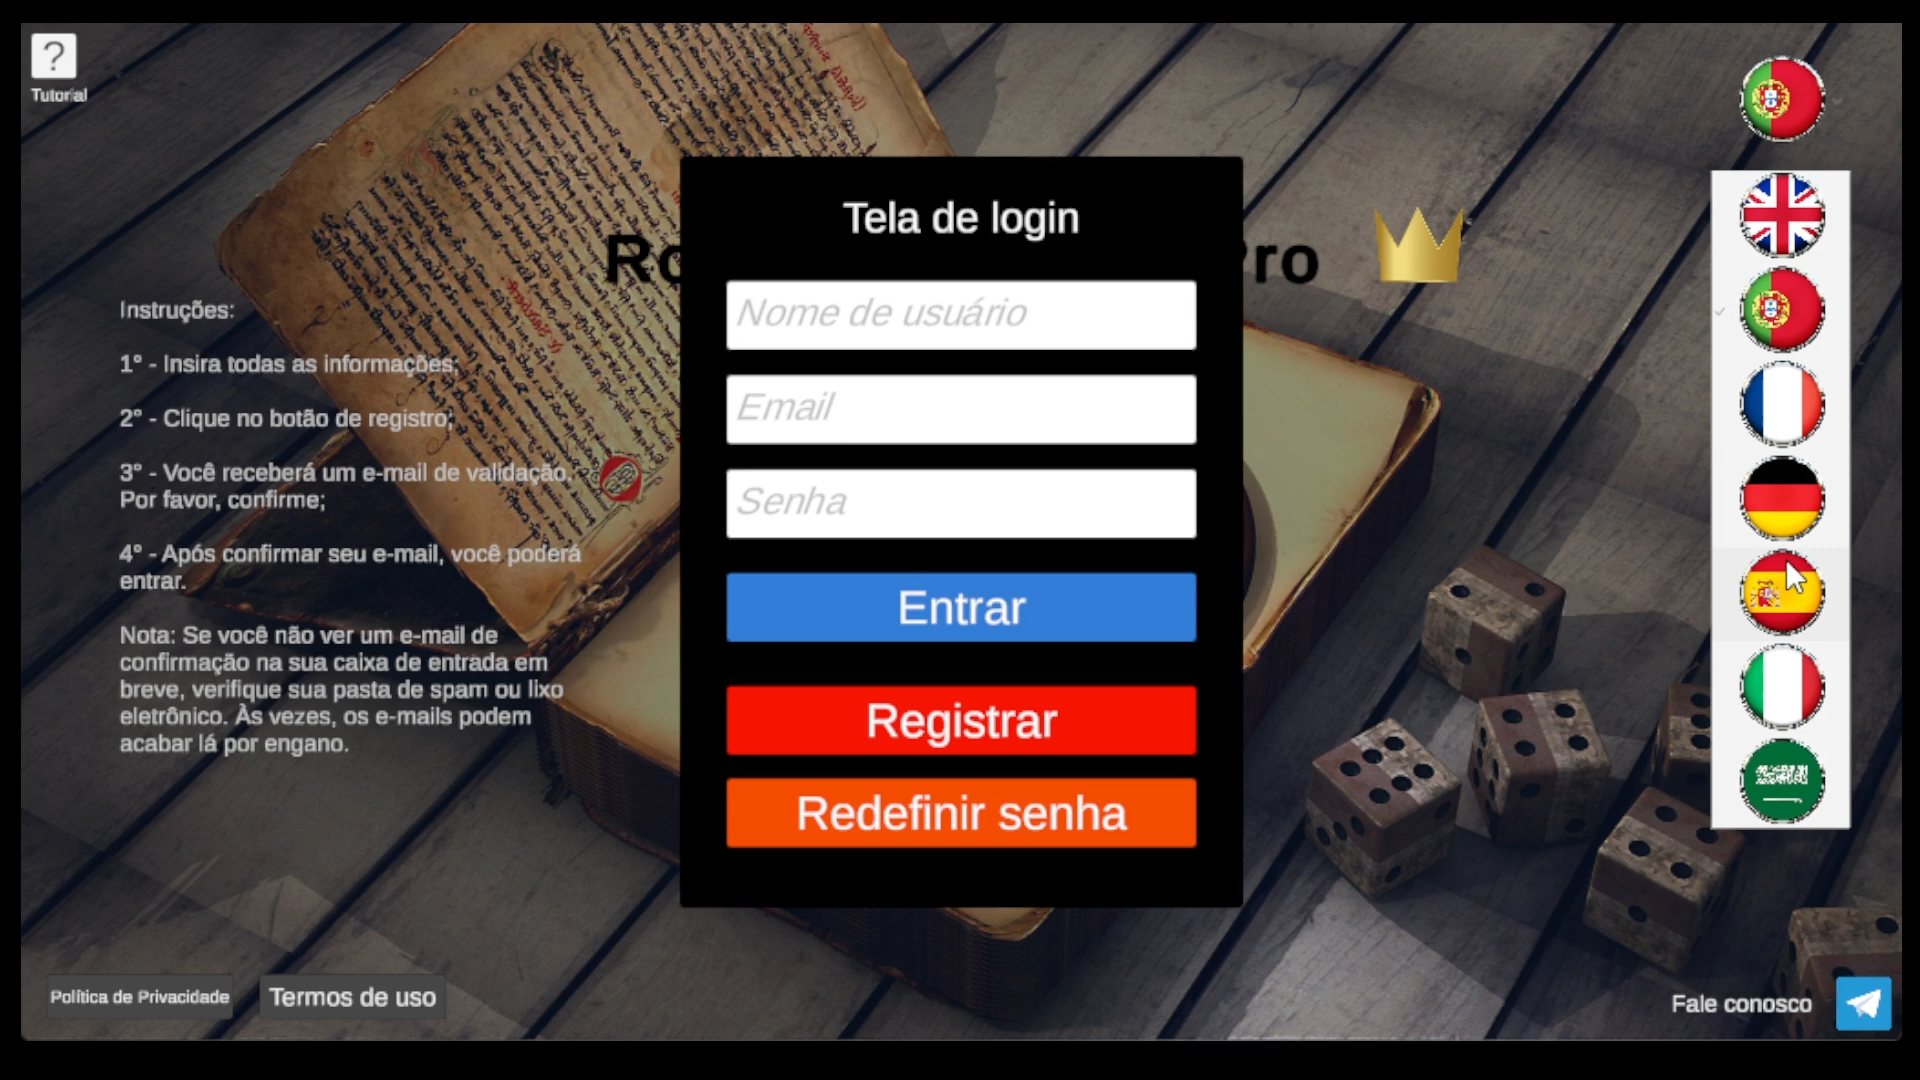 ?
Tutorial
Tela de login
Nome de usuário
Email
Senha
Entrar
Registrar
Redefinir senha
Instruções:
1° - Insira todas as informações;
2° - Clique no botão de registro;
3° - Você receberá um e-mail de validação.
Por favor, confirme;
4° - Após confirmar seu e-mail, você poderá
entrar.
Nota: Se você não ver um e-mail de
confirmação na sua caixa de entrada em
breve, verifique sua pasta de spam ou lixo
eletrônico. Às vezes, os e-mails podem
acabar lá por engano.
Política de Privacidade
Termos de uso
Fale conosco